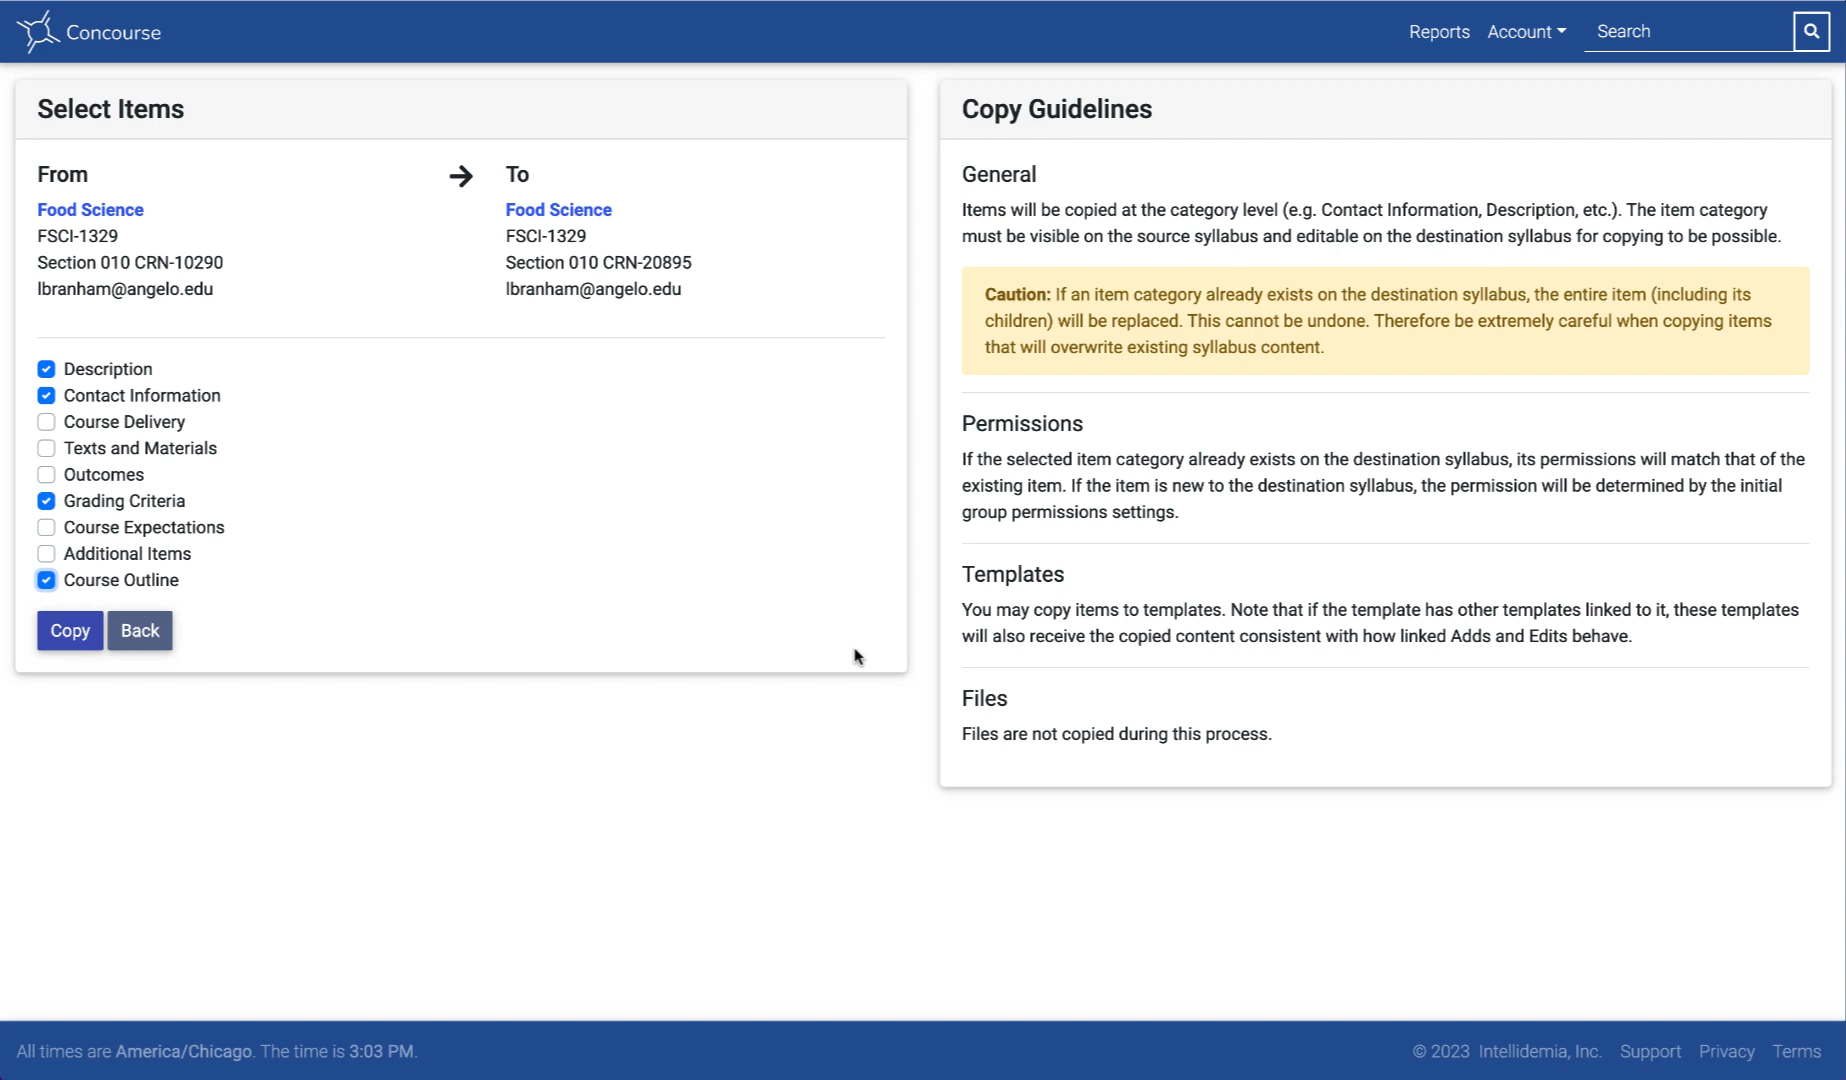 Concourse
Reports Account Search
Select Items
From
Food Science
FSCI-1329
Section 010 CRN-10290
lbranham@angelo.edu
To
Food Science
FSCI-1329
Section 010 CRN-20895
lbranham@angelo.edu
Description
Contact Information
Course Delivery
Texts and Materials
Outcomes
Grading Criteria
Course Expectations
Additional Items
Course Outline
Copy Back
Copy Guidelines
General
Items will be copied at the category level (e.g. Contact Information, Description, etc.). The item category
must be visible on the source syllabus and editable on the destination syllabus for copying to be possible.
Caution: If an item category already exists on the destination syllabus, the entire item (including its
children) will be replaced. This cannot be undone. Therefore be extremely careful when copying items
that will overwrite existing syllabus content.
Permissions
If the selected item category already exists on the destination syllabus, its permissions will match that of the
existing item. If the item is new to the destination syllabus, the permission will be determined by the initial
group permissions settings.
Templates
You may copy items to templates. Note that if the template has other templates linked to it, these templates
will also receive the copied content consistent with how linked Adds and Edits behave.
Files
Files are not copied during this process.
All times are America/Chicago. The time is 3:03 PM.
© 2023 Intellidemia, Inc. Support Privacy Terms